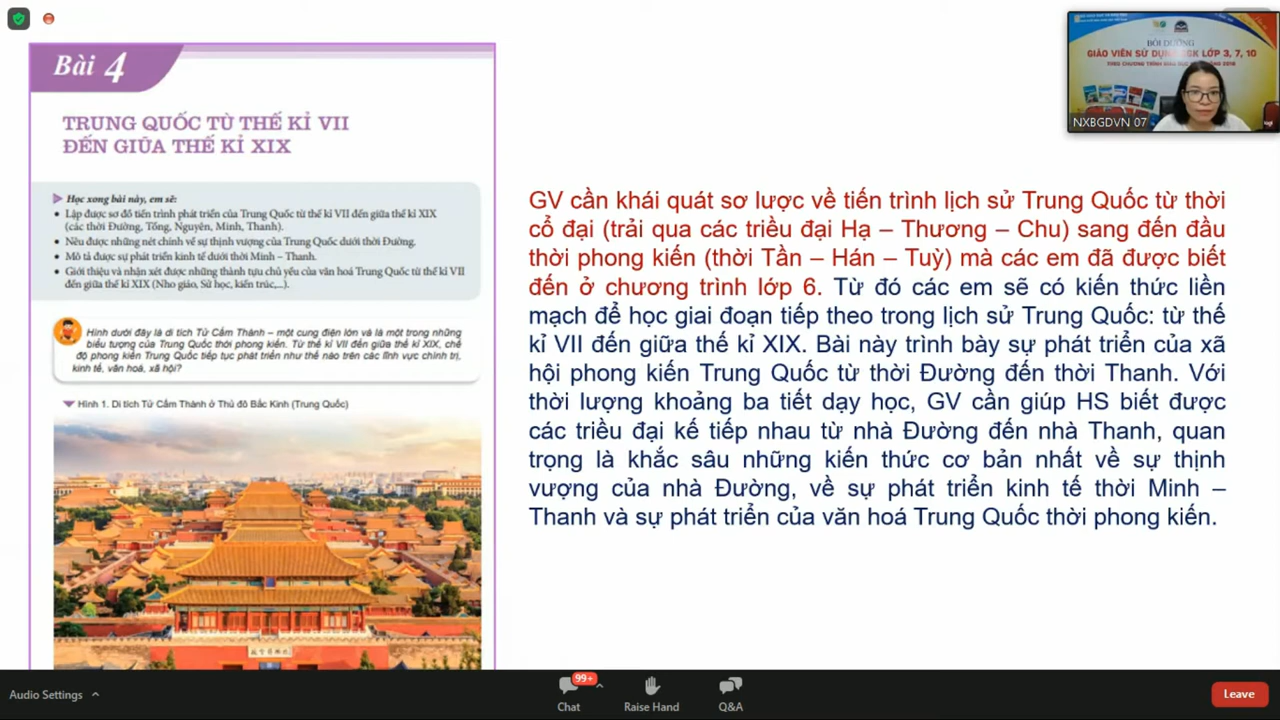 Bài 4
TRUNG QUỐC TỪ THẾ KỈ VII
ĐẾN GIỮA THẾ KỈ XIX
Học xong bài này, em sẽ:
• Lập được sơ đồ tiến trình phát triển của Trung Quốc từ thế kỉ VII đến giữa thế kỉ XIX
(các thời Đường, Tống, Nguyên, Minh, Thanh).
• Nêu được những nét chính về sự thịnh vượng của Trung Quốc dưới thời Đường.
• Mô tả được sự phát triển kinh tế dưới thời Minh – Thanh.
• Giới thiệu và nhận xét được những thành tựu chủ yếu của văn hoá Trung Quốc từ thế kỉ VII
đến giữa thế kỉ XIX (Nho giáo, Sử học, kiến trúc,...).
Hình dưới đây là di tích Tử Cấm Thành – một cung điện lớn và là một trong những
biểu tượng của Trung Quốc thời phong kiến. Từ thế kỉ VII đến giữa thế kỉ XIX, chế
độ phong kiến Trung Quốc tiếp tục phát triển như thế nào trên các lĩnh vực chính trị,
kinh tế, văn hoá, xã hội?
Hình 1. Di tích Tử Cấm Thành ở Thủ đô Bắc Kinh (Trung Quốc)
GV cần khái quát sơ lược về tiến trình lịch sử Trung Quốc từ thời
cổ đại (trải qua các triều đại Hạ – Thương – Chu) sang đến đầu
thời phong kiến (thời Tần – Hán – Tuỳ) mà các em đã được biết
đến ở chương trình lớp 6. Từ đó các em sẽ có kiến thức liền
mạch để học giai đoạn tiếp theo trong lịch sử Trung Quốc: từ thế
kỉ VII đến giữa thế kỉ XIX. Bài này trình bày sự phát triển của xã
hội phong kiến Trung Quốc từ thời Đường đến thời Thanh. Với
thời lượng khoảng ba tiết dạy học, GV cần giúp HS biết được
các triều đại kế tiếp nhau từ nhà Đường đến nhà Thanh, quan
trọng là khắc sâu những kiến thức cơ bản nhất về sự thịnh
vượng của nhà Đường, về sự phát triển kinh tế thời Minh –
Thanh và sự phát triển của văn hoá Trung Quốc thời phong kiến.
BỒI DƯỠNG
GIÁO VIÊN SỬ DỤNG SGK LỚP 3, 7, 10
NXBGDVN 07
Audio Settings
99+
Chat
Raise Hand
Q&A
Leave